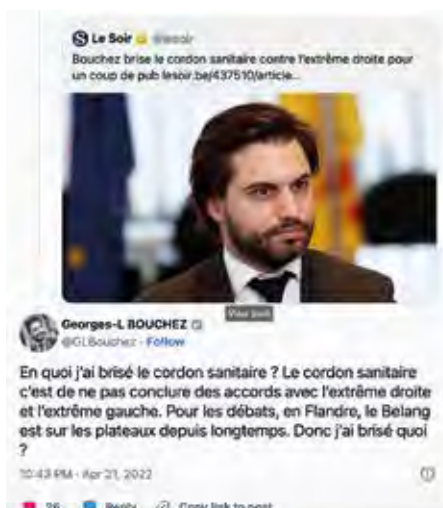 Le Soir
@lesoir
Bouchez brise le cordon sanitaire contre l'extrême droite pour
un coup de pub lesoir.be/437510/article...
Georges-L BOUCHEZ
@GLBouchez · Follow
En quoi j'ai brisé le cordon sanitaire ? Le cordon sanitaire
c'est de ne pas conclure des accords avec l'extrême droite
et l'extrême gauche. Pour les débats, en Flandre, le Belang
est sur les plateaux depuis longtemps. Donc j'ai brisé quoi
?
10:43 PM · Apr 21, 2022
26 Reply Copy link to post